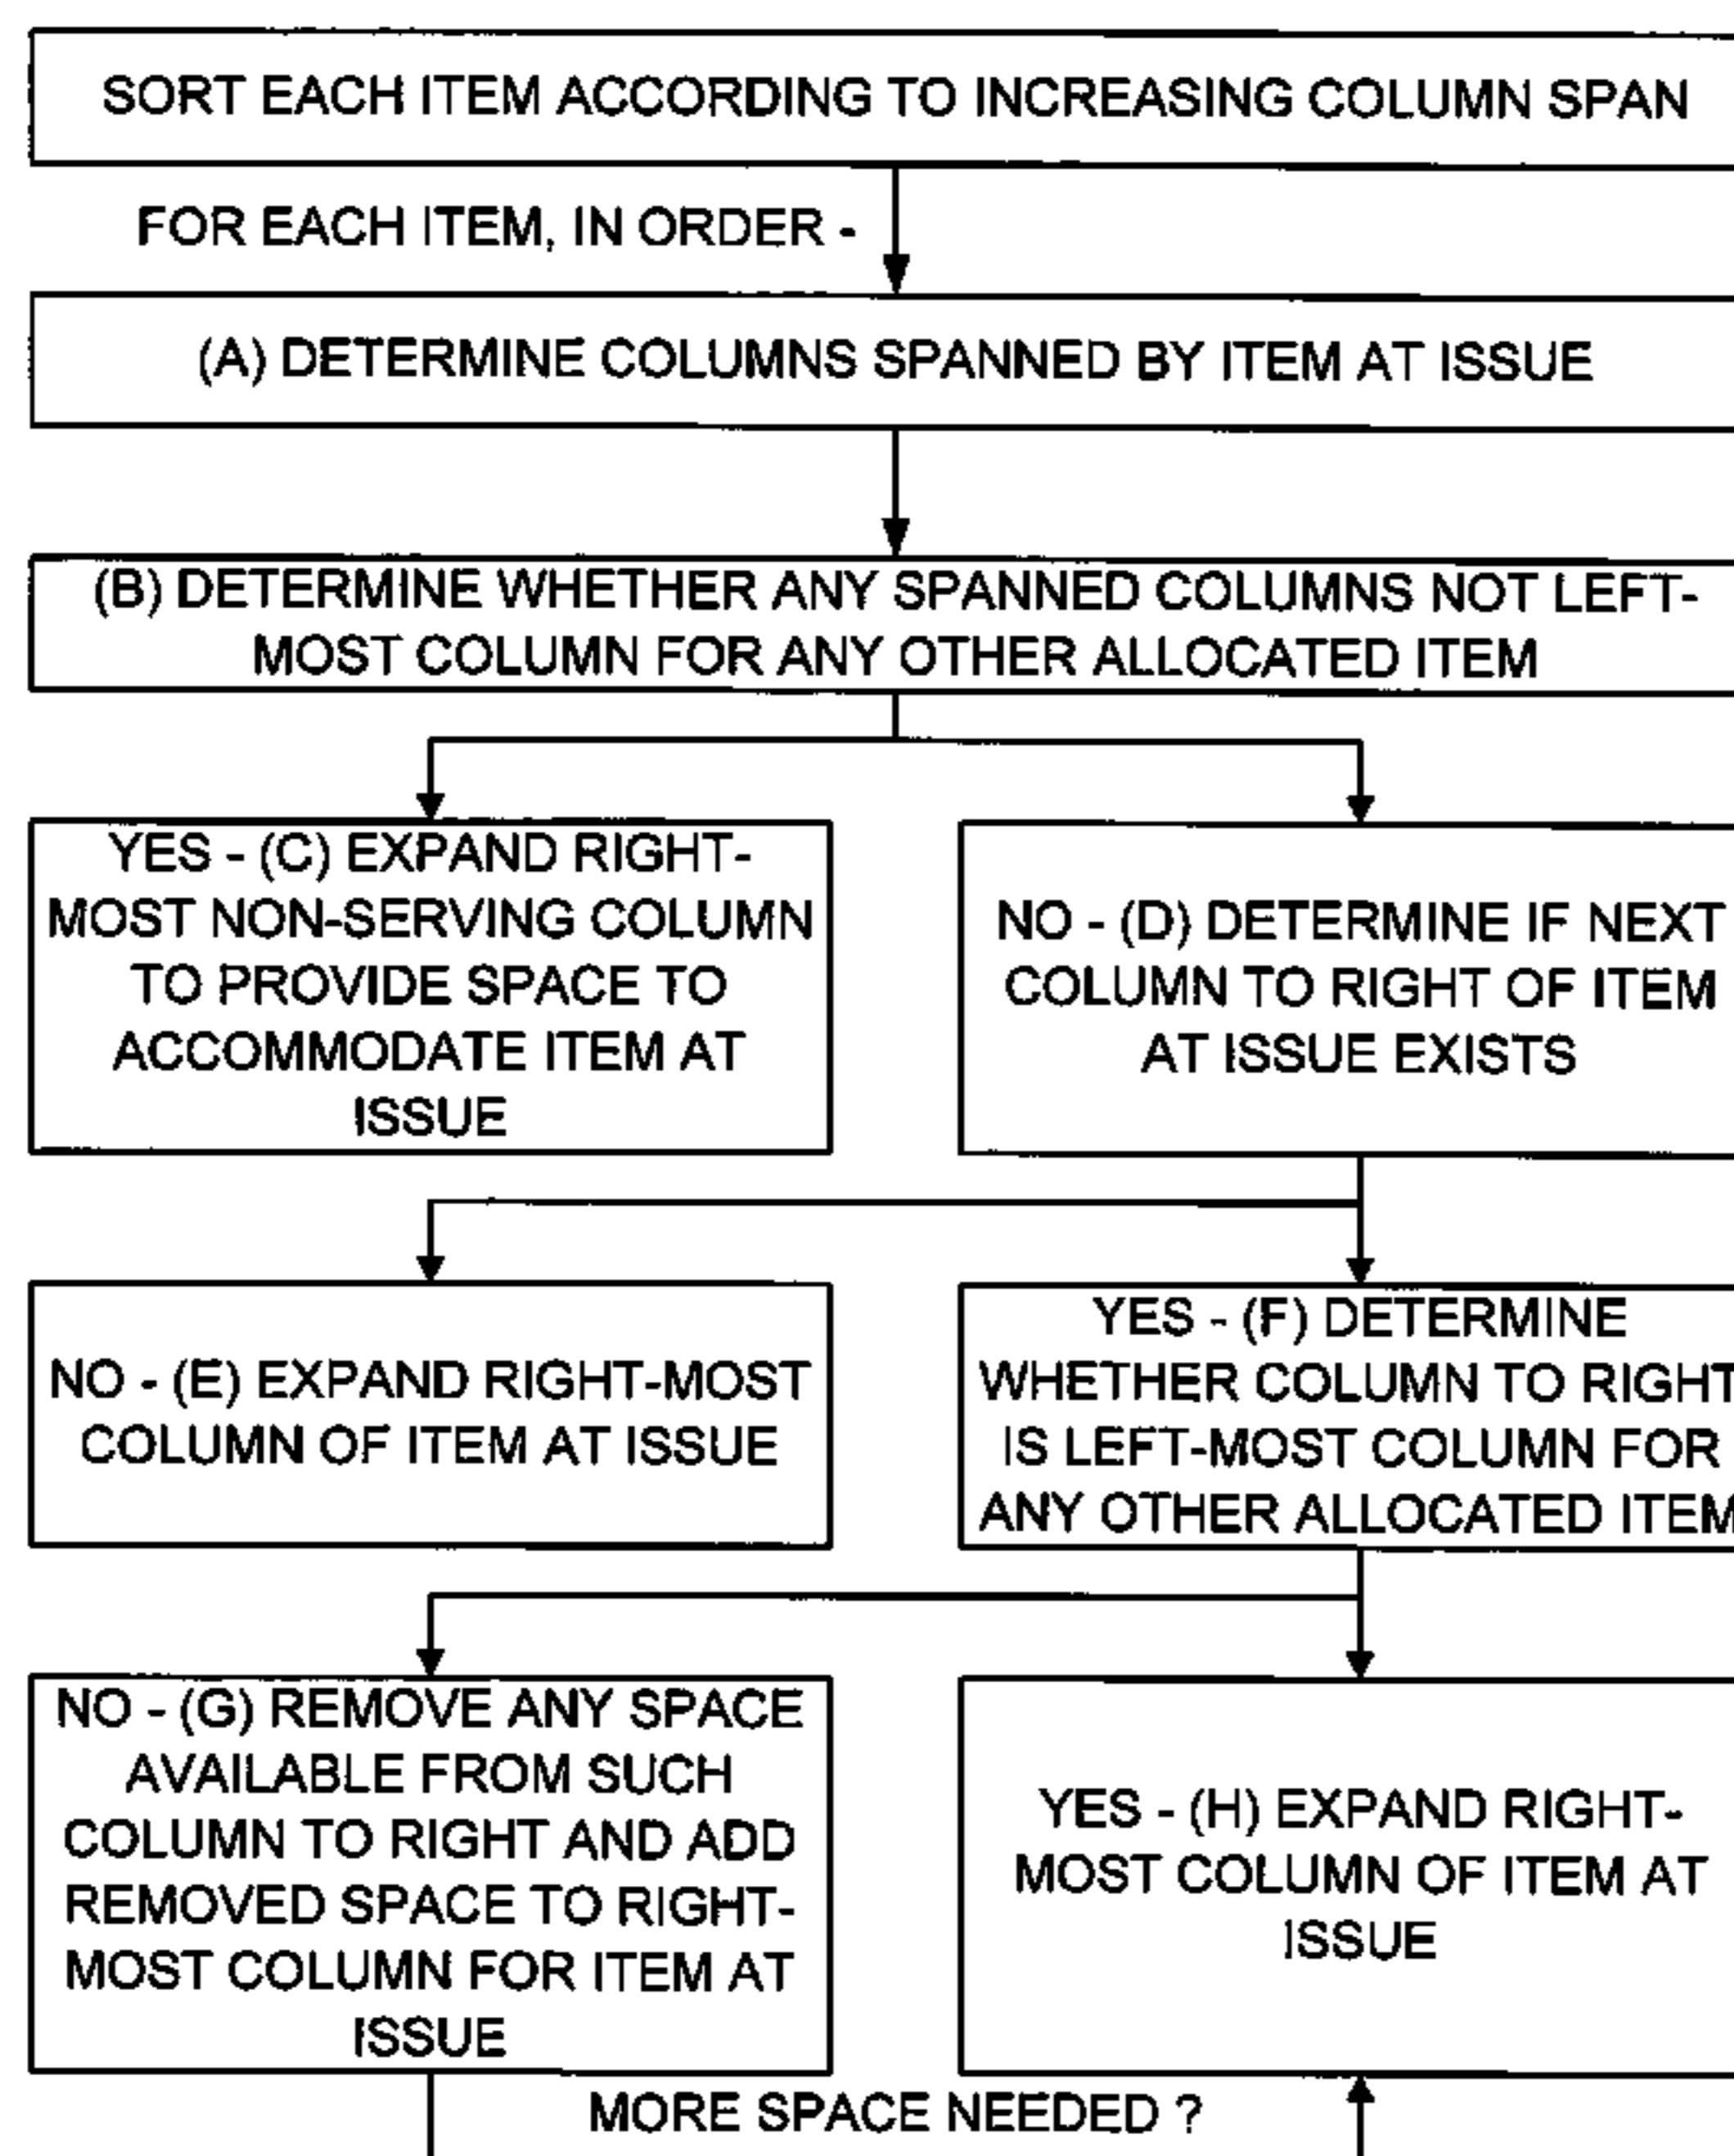 SORT EACH ITEM ACCORDING TO INCREASING COLUMN SPAN
FOR EACH ITEM, IN ORDER -
(A) DETERMINE COLUMNS SPANNED BY ITEM AT ISSUE
(B) DETERMINE WHETHER ANY SPANNED COLUMNS NOT LEFT-
MOST COLUMN FOR ANY OTHER ALLOCATED ITEM
YES - (C) EXPAND RIGHT-
MOST NON-SERVING COLUMN
TO PROVIDE SPACE TO
ACCOMMODATE ITEM AT
ISSUE
NO - (D) DETERMINE IF NEXT
COLUMN TO RIGHT OF ITEM
AT ISSUE EXISTS
NO - (E) EXPAND RIGHT-MOST
COLUMN OF ITEM AT ISSUE
YES - (F) DETERMINE
WHETHER COLUMN TO RIGHT
IS LEFT-MOST COLUMN FOR
ANY OTHER ALLOCATED ITEM
NO - (G) REMOVE ANY SPACE
AVAILABLE FROM SUCH
COLUMN TO RIGHT AND ADD
REMOVED SPACE TO RIGHT-
MOST COLUMN FOR ITEM AT
ISSUE
YES - (H) EXPAND RIGHT-
MOST COLUMN OF ITEM AT
ISSUE
MORE SPACE NEEDED ?